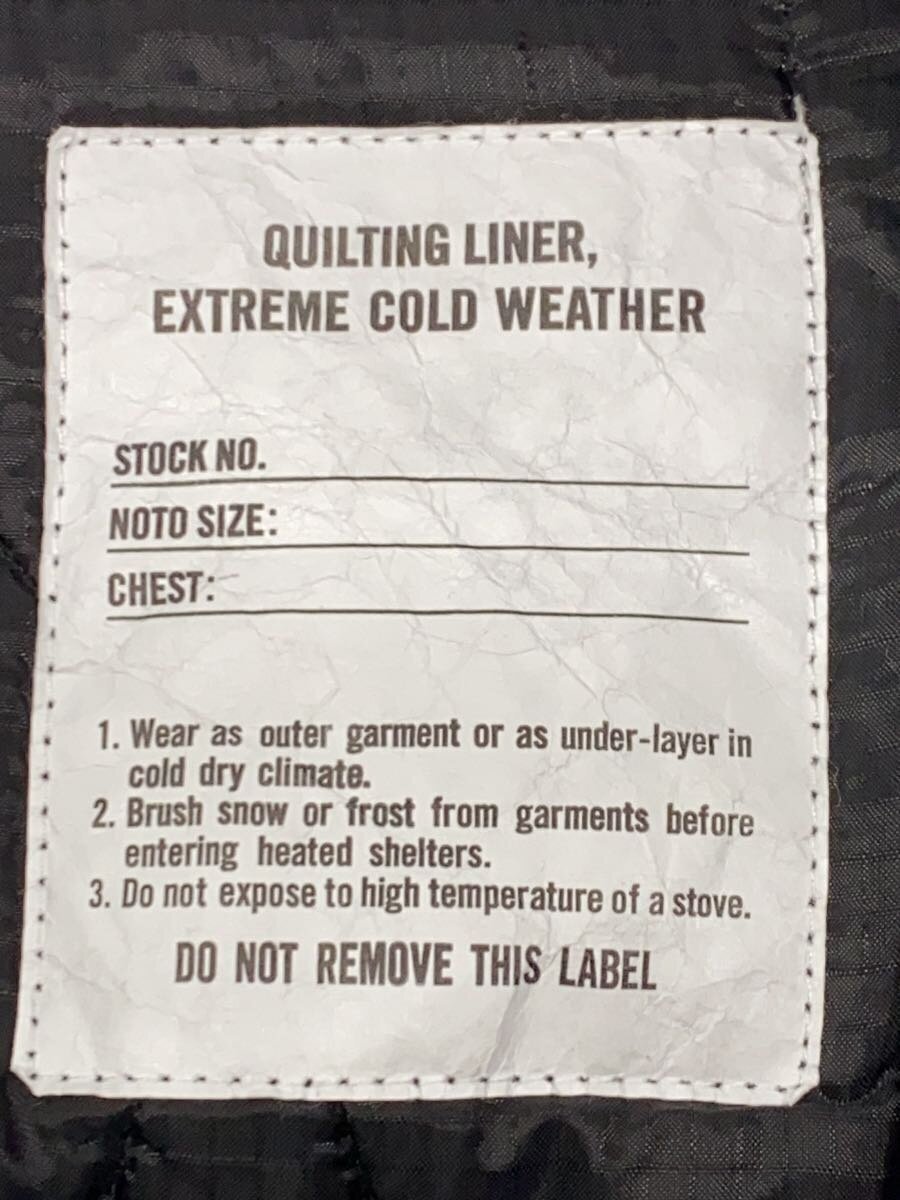 QUILTING LINER,
EXTREME COLD WEATHER
STOCK NO.
NOTO SIZE:
CHEST:
1. Wear as outer garment or as under-layer in
cold dry climate.
2. Brush snow or frost from garments before
entering heated shelters.
3. Do not expose to high temperature of a stove.
DO NOT REMOVE THIS LABEL